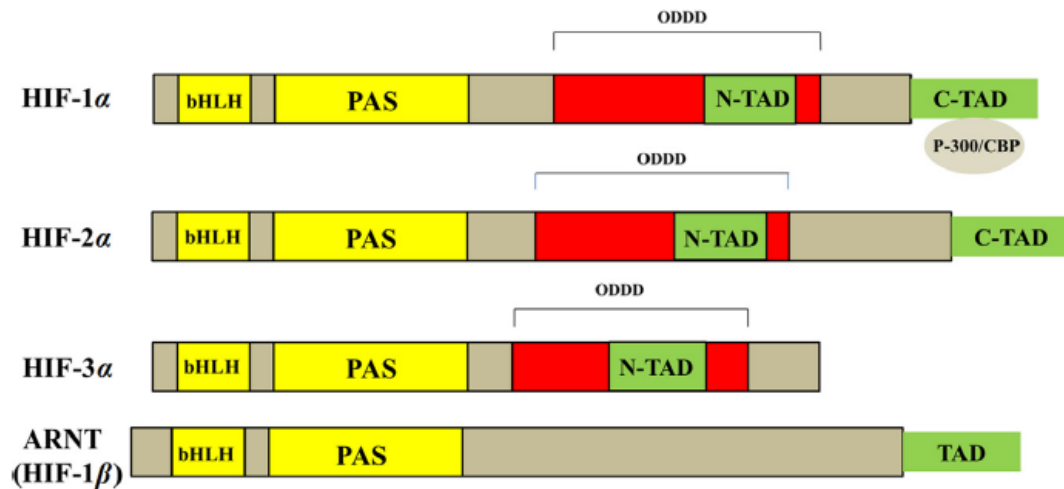 ODDD
HIF-1α bHLH PAS N-TAD C-TAD
P-300/CBP
ODDD
HIF-2α bHLH PAS N-TAD C-TAD
ODDD
HIF-3α bHLH PAS N-TAD
ARNT
(HIF-1β) bHLH PAS TAD